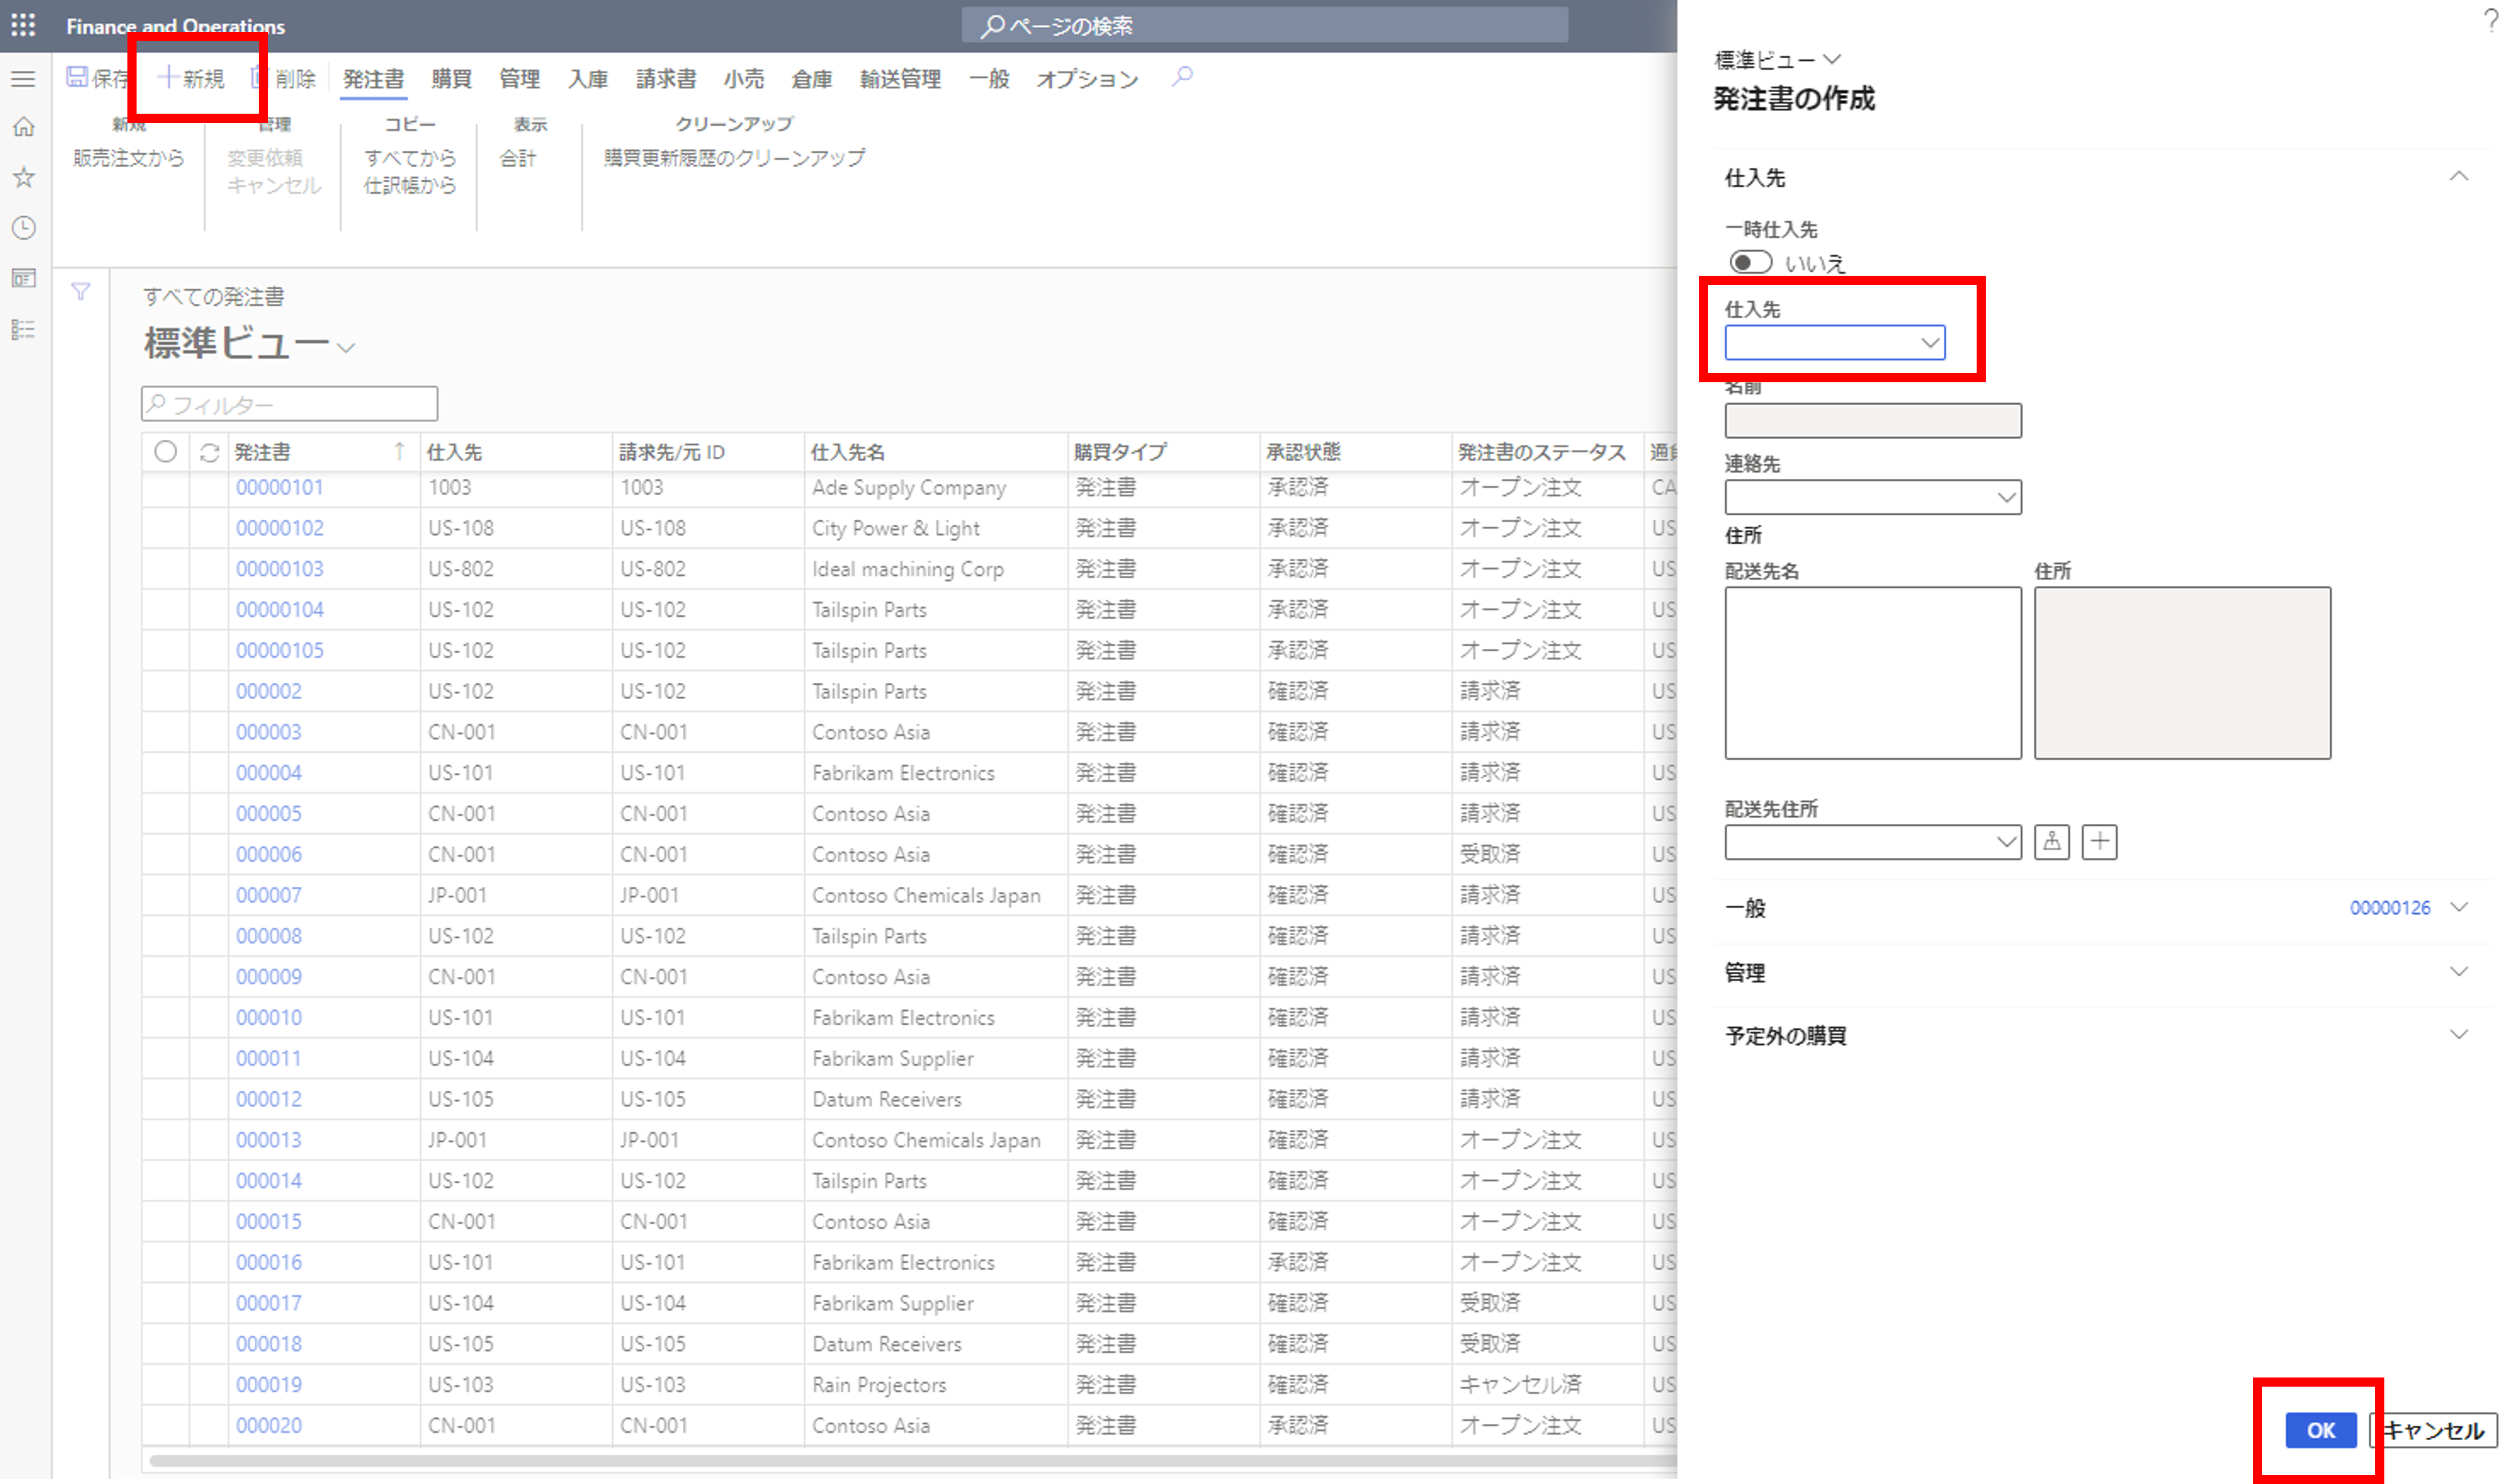 Finance and Operations
ページの検索
?
保存
新規
削除
発注書 購買 管理 入庫 請求書 小売 倉庫 輸送管理 一般 オプション
新規 管理 コピー 表示 クリーンアップ
販売注文から 変更依頼 すべてから 合計 購買更新履歴のクリーンアップ
キャンセル 仕訳帳から
すべての発注書
標準ビュー
フィルター
発注書 仕入先 請求先/元 ID 仕入先名 購買タイプ 承認状態 発注書のステータス 通貨
00000101 1003 1003 Ade Supply Company 発注書 承認済 オープン注文 CA
00000102 US-108 US-108 City Power & Light 発注書 承認済 オープン注文 US
00000103 US-802 US-802 Ideal machining Corp 発注書 承認済 オープン注文 US
00000104 US-102 US-102 Tailspin Parts 発注書 承認済 オープン注文 US
00000105 US-102 US-102 Tailspin Parts 発注書 承認済 オープン注文 US
000002 US-102 US-102 Tailspin Parts 発注書 確認済 請求済 US
000003 CN-001 CN-001 Contoso Asia 発注書 確認済 請求済 US
000004 US-101 US-101 Fabrikam Electronics 発注書 確認済 請求済 US
000005 CN-001 CN-001 Contoso Asia 発注書 確認済 請求済 US
000006 CN-001 CN-001 Contoso Asia 発注書 確認済 受取済 US
000007 JP-001 JP-001 Contoso Chemicals Japan 発注書 確認済 請求済 US
000008 US-102 US-102 Tailspin Parts 発注書 確認済 請求済 US
000009 CN-001 CN-001 Contoso Asia 発注書 確認済 請求済 US
000010 US-101 US-101 Fabrikam Electronics 発注書 確認済 請求済 US
000011 US-104 US-104 Fabrikam Supplier 発注書 確認済 請求済 US
000012 US-105 US-105 Datum Receivers 発注書 確認済 請求済 US
000013 JP-001 JP-001 Contoso Chemicals Japan 発注書 確認済 オープン注文 US
000014 US-102 US-102 Tailspin Parts 発注書 確認済 オープン注文 US
000015 CN-001 CN-001 Contoso Asia 発注書 確認済 オープン注文 US
000016 US-101 US-101 Fabrikam Electronics 発注書 承認済 オープン注文 US
000017 US-104 US-104 Fabrikam Supplier 発注書 確認済 受取済 US
000018 US-105 US-105 Datum Receivers 発注書 確認済 受取済 US
000019 US-103 US-103 Rain Projectors 発注書 確認済 キャンセル済 US
000020 CN-001 CN-001 Contoso Asia 発注書 承認済 オープン注文 US
標準ビュー
発注書の作成
仕入先
一時仕入先
いいえ
仕入先
名前
連絡先
住所
配送先名 住所
配送先住所
一般 00000126
管理
予定外の購買
OK キャンセル